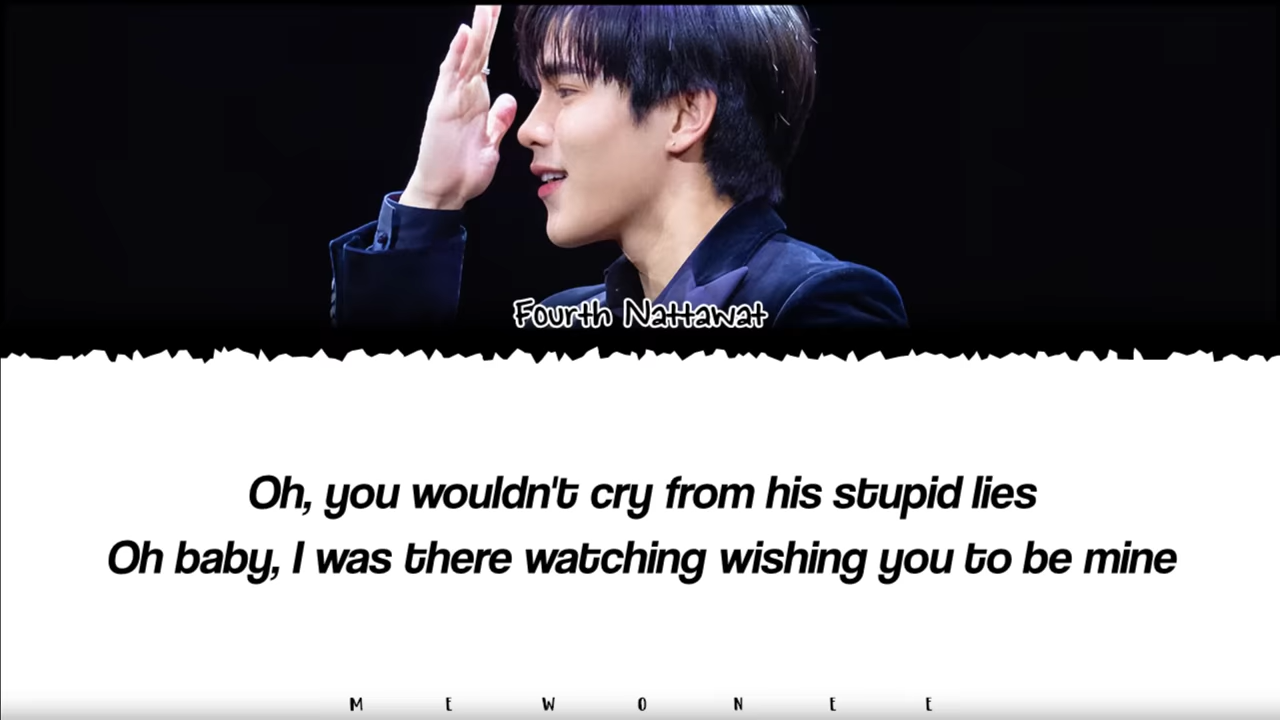 Fourth Nattawat
Oh, you wouldn't cry from his stupid lies
Oh baby, I was there watching wishing you to be mine
M E W O N E E